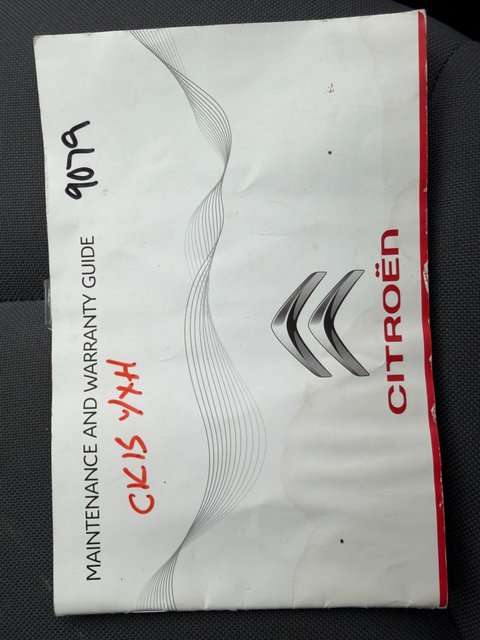 9079
MAINTENANCE AND WARRANTY GUIDE
CK15 YXH
CITROËN